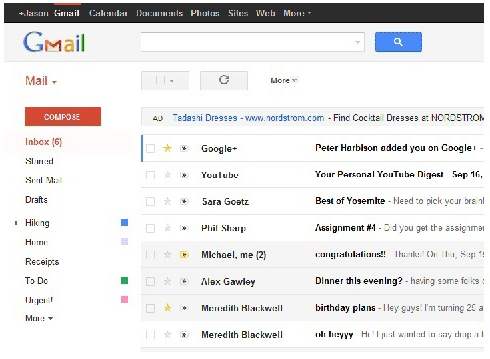 +Jason Gmail Calendar Documents Photos Sites Web More
Gmail
Mail
More
COMPOSE
AD Tadashi Dresses - www.nordstrom.com - Find Cocktail Dresses at NORDSTROM
Inbox (6)
Starred
Sent Mail
Drafts
Hiking
Home
Receipts
To Do
Urgent!
More
Google+ Peter Harbison added you on Google+ -
YouTube Your Personal YouTube Digest - Sep 16,
Sara Goetz Best of Yosemite - Need to pick your brain
Phil Sharp Assignment #4 - Did you get the assignme
Michael, me (2) congratulations!! - Thanks! On Thu, Sep 15
Alex Gawley Dinner this evening? - having some folks o
Meredith Blackwell birthday plans - Hey guys! I'm turning 26 a
Meredith Blackwell oh heyyy - Hi! I just wanted to say drop a h